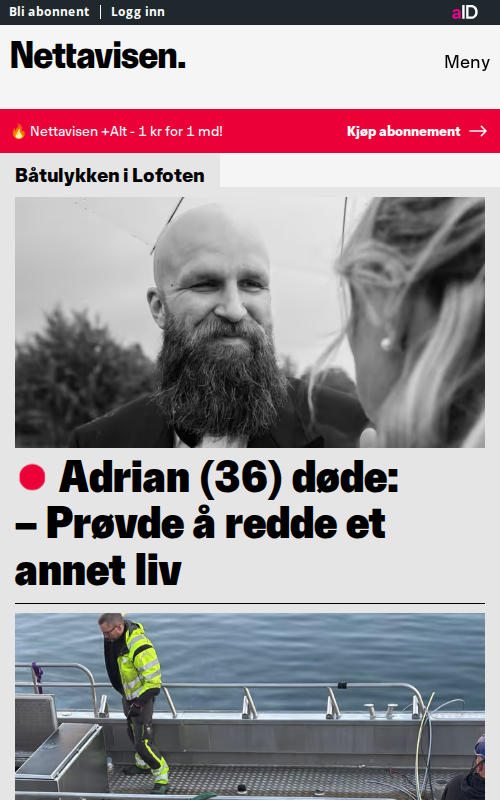 Bli abonnent
Logg inn
aID
Nettavisen.
Meny
🔥 Nettavisen +Alt - 1 kr for 1 md!
Kjøp abonnement →
Båtulykken i Lofoten
Adrian (36) døde:
– Prøvde å redde et
annet liv